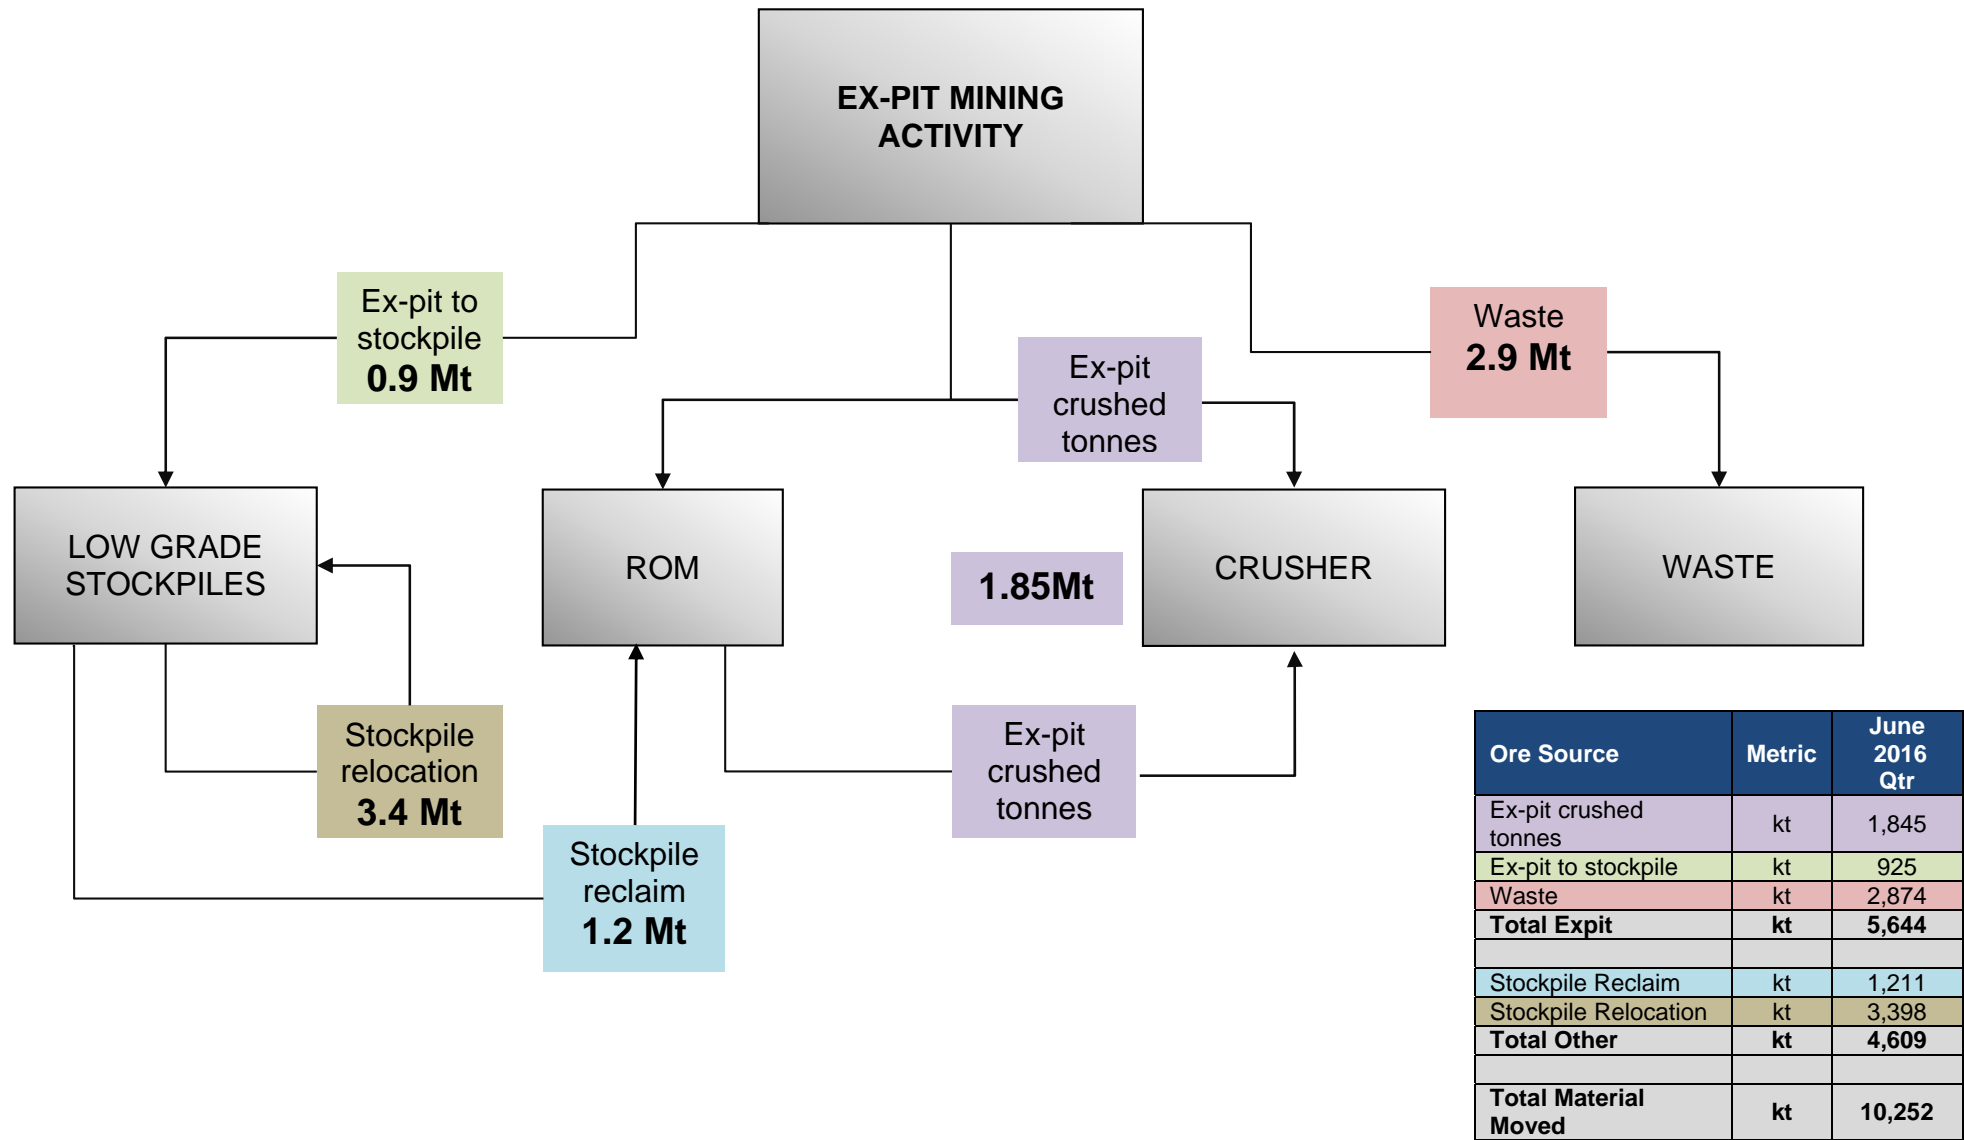 EX-PIT MINING
ACTIVITY
Ex-pit to
stockpile
0.9 Mt
Waste
2.9 Mt
Ex-pit
crushed
tonnes
LOW GRADE
STOCKPILES
ROM
1.85Mt
CRUSHER
WASTE
Stockpile
relocation
3.4 Mt
Ex-pit
crushed
tonnes
Stockpile
reclaim
1.2 Mt
Ore Source Metric June 2016 Qtr
Ex-pit crushed tonnes kt 1,845
Ex-pit to stockpile kt 925
Waste kt 2,874
Total Expit kt 5,644
Stockpile Reclaim kt 1,211
Stockpile Relocation kt 3,398
Total Other kt 4,609
Total Material Moved kt 10,252